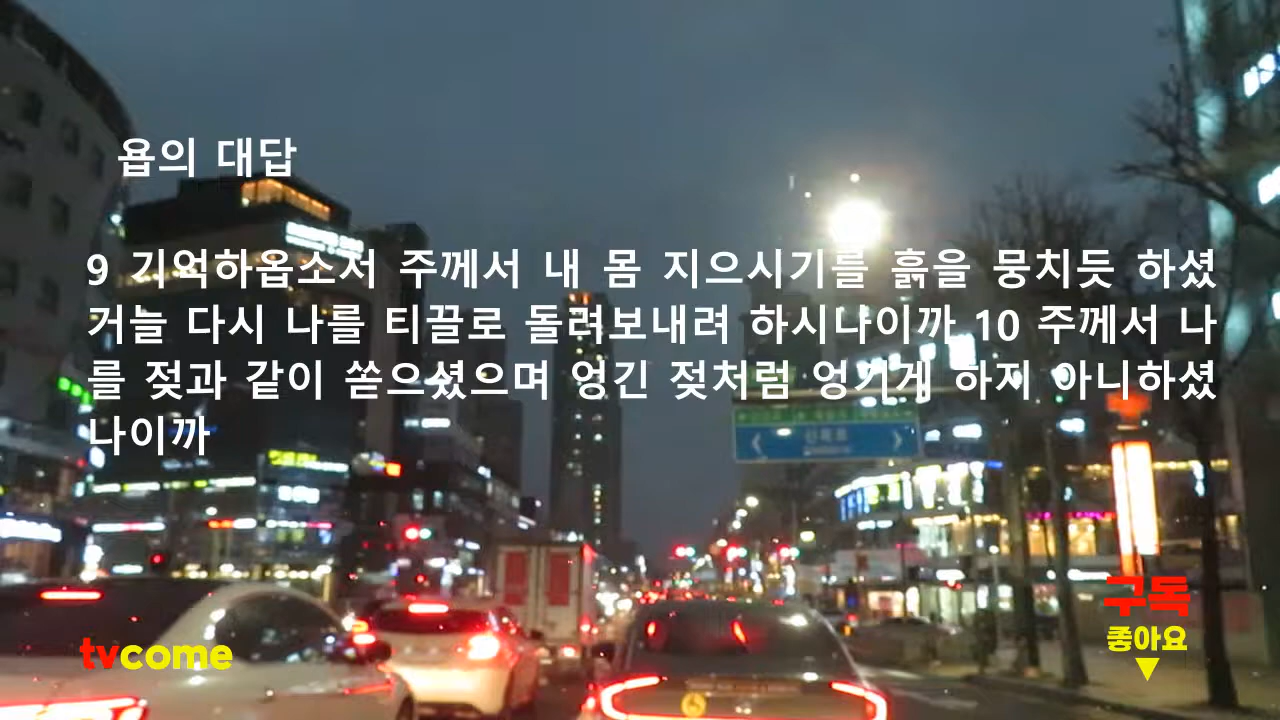 욥의 대답
9 기억하옵소서 주께서 내 몸 지으시기를 흙을 뭉치듯 하셨
거늘 다시 나를 티끌로 돌려보내려 하시나이까 10 주께서 나
를 젖과 같이 쏟으셨으며 엉긴 젖처럼 엉기게 하지 아니하셨
나이까
구독
좋아요
tvcome